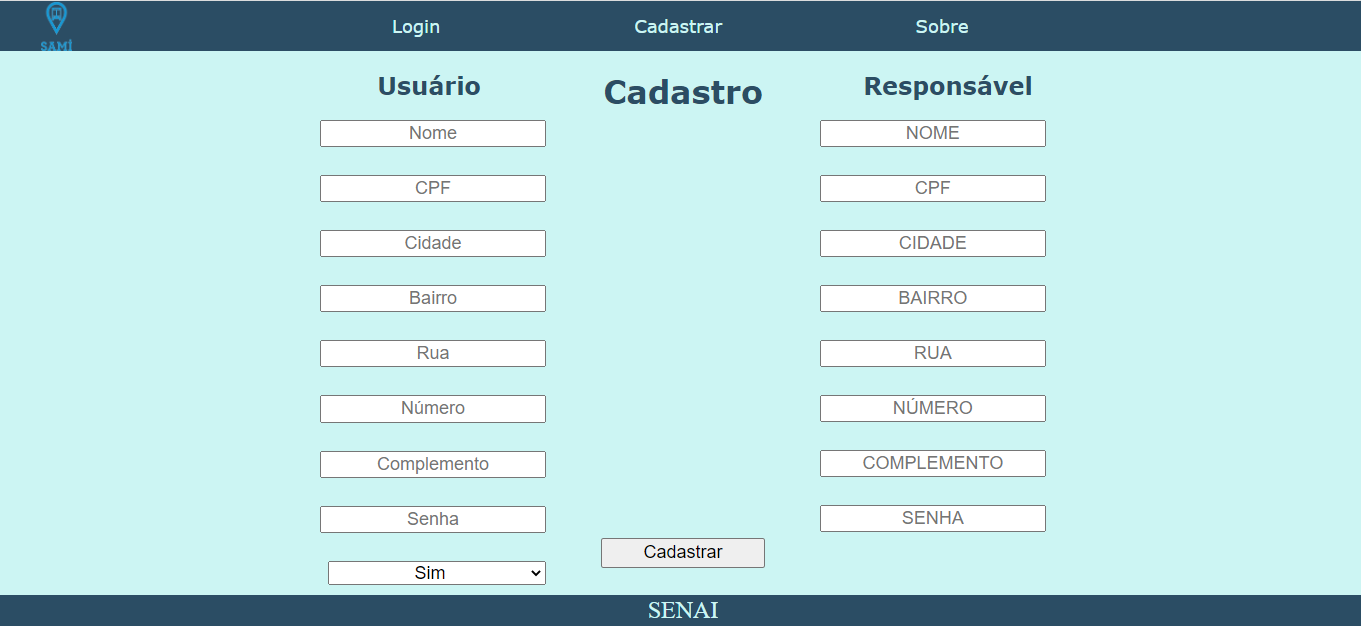 SAMI
Login
Cadastrar
Sobre
Usuário
Cadastro
Responsável
Nome
NOME
CPF
CPF
Cidade
CIDADE
Bairro
BAIRRO
Rua
RUA
Número
NÚMERO
Complemento
COMPLEMENTO
Senha
SENHA
Cadastrar
Sim
SENAI